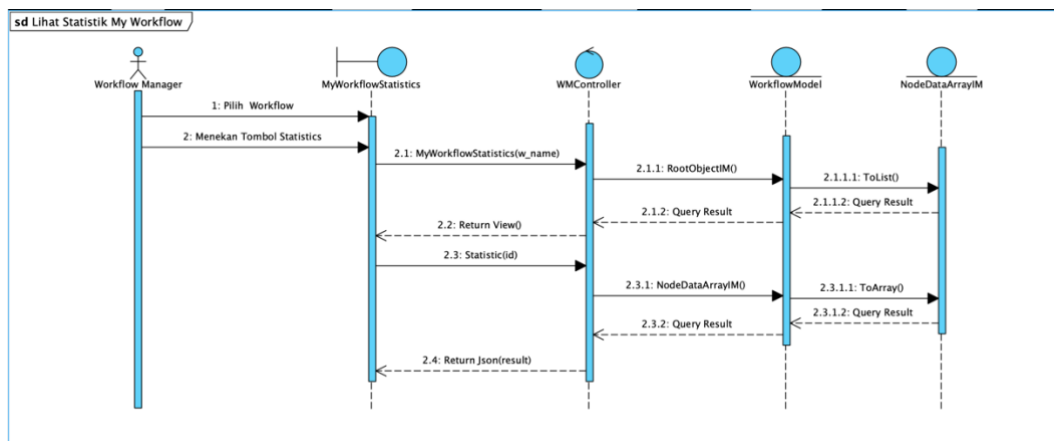 sd Lihat Statistik My Workflow
Workflow Manager
MyWorkflowStatistics
WMController
WorkflowModel
NodeDataArrayIM
1: Pilih Workflow
2: Menekan Tombol Statistics
2.1: MyWorkflowStatistics(w_name)
2.1.1: RootObjectIM()
2.1.1.1: ToList()
2.1.1.2: Query Result
2.1.2: Query Result
2.2: Return View()
2.3: Statistic(id)
2.3.1: NodeDataArrayIM()
2.3.1.1: ToArray()
2.3.1.2: Query Result
2.3.2: Query Result
2.4: Return Json(result)